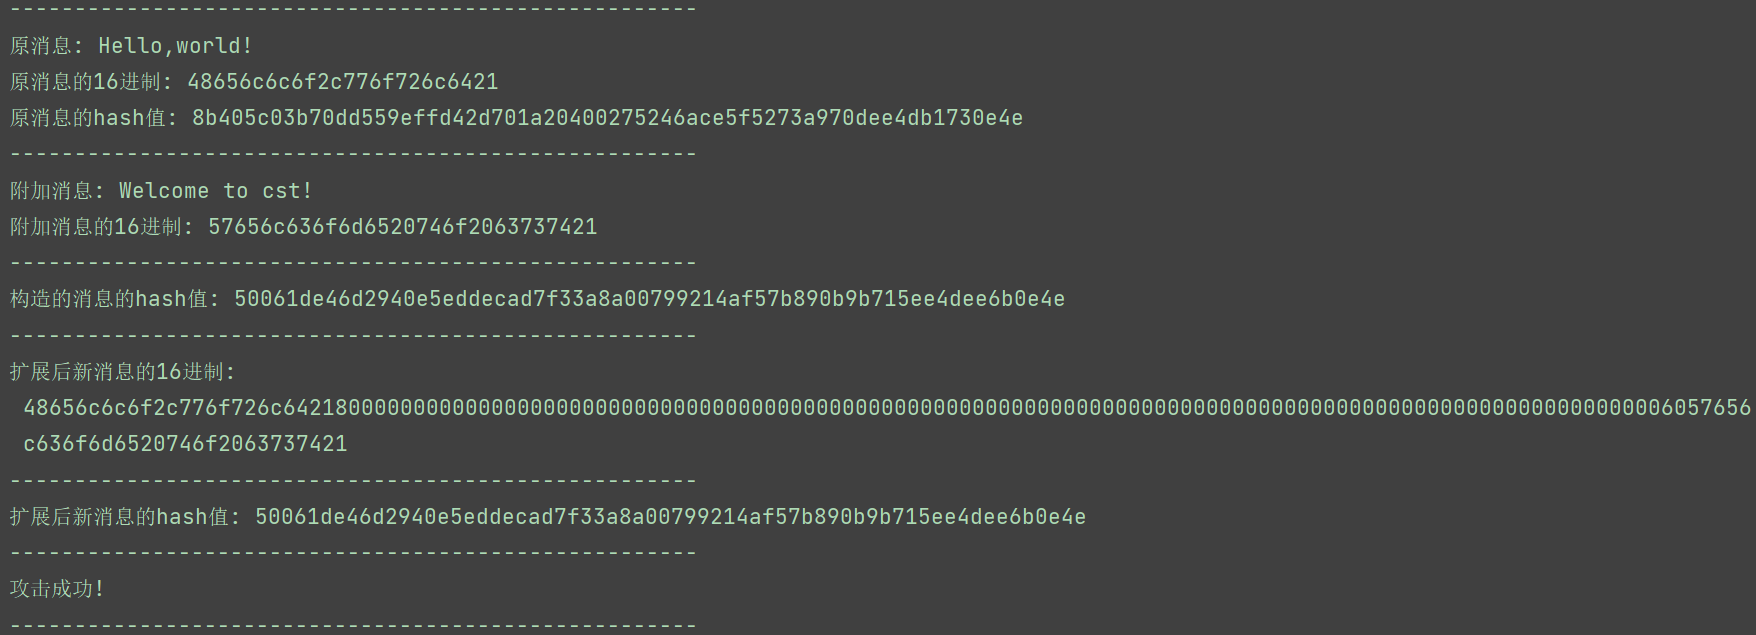 -----------------------------------------------------
原消息: Hello,world!
原消息的16进制: 48656c6c6f2c776f726c6421
原消息的hash值: 8b405c03b70dd559effd42d701a20400275246ace5f5273a970dee4db1730e4e
-----------------------------------------------------
附加消息: Welcome to cst!
附加消息的16进制: 57656c636f6d6520746f2063737421
-----------------------------------------------------
构造的消息的hash值: 50061de46d2940e5eddecad7f33a8a00799214af57b890b9b715ee4dee6b0e4e
-----------------------------------------------------
扩展后新消息的16进制:
48656c6c6f2c776f726c64218000000000000000000000000000000000000000000000000000000000000000000000000000000000000000000000000000006057656
c636f6d6520746f2063737421
-----------------------------------------------------
扩展后新消息的hash值: 50061de46d2940e5eddecad7f33a8a00799214af57b890b9b715ee4dee6b0e4e
-----------------------------------------------------
攻击成功!
-----------------------------------------------------